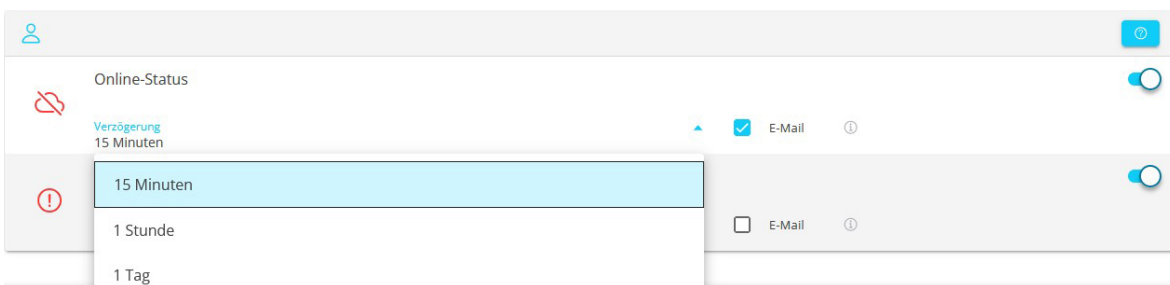 Online-Status
Verzögerung
15 Minuten
E-Mail
15 Minuten
1 Stunde
E-Mail
1 Tag